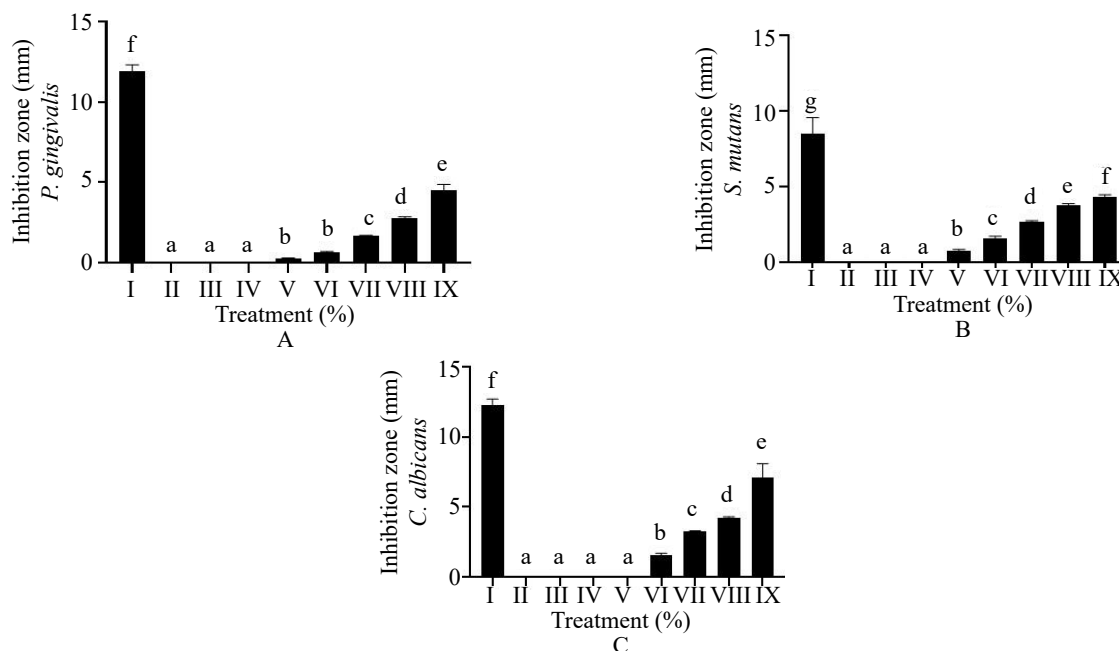 Inhibition zone (mm)
P. gingivalis
15
10
5
0
f
a
a
a
b
b
c
d
e
I II III IV V VI VII VIII IX
Treatment (%)
A
Inhibition zone (mm)
S. mutans
15
10
5
0
g
a
a
a
b
c
d
e
f
I II III IV V VI VII VIII IX
Treatment (%)
B
Inhibition zone (mm)
C. albicans
15
10
5
0
f
a
a
a
a
b
c
d
e
I II III IV V VI VII VIII IX
Treatment (%)
C